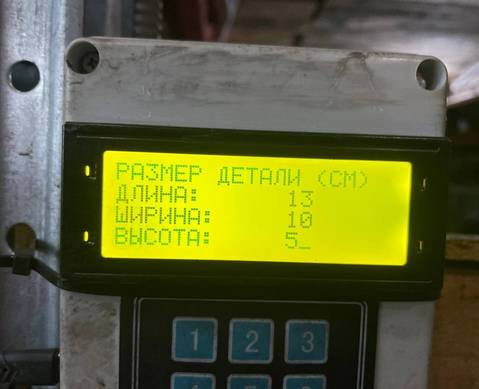 РАЗМЕР ДЕТАЛИ (СМ)
ДЛИНА: 13
ШИРИНА: 10
ВЫСОТА: 5_
1 2 3